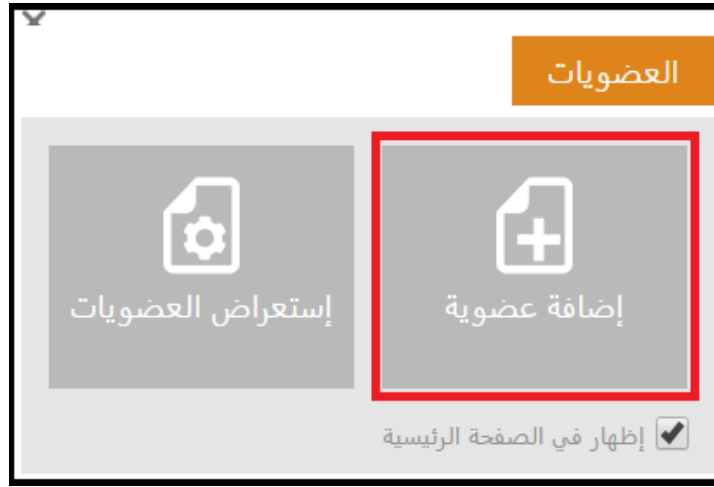 العضويات
إضافة عضوية
إستعراض العضويات
إظهار في الصفحة الرئيسية